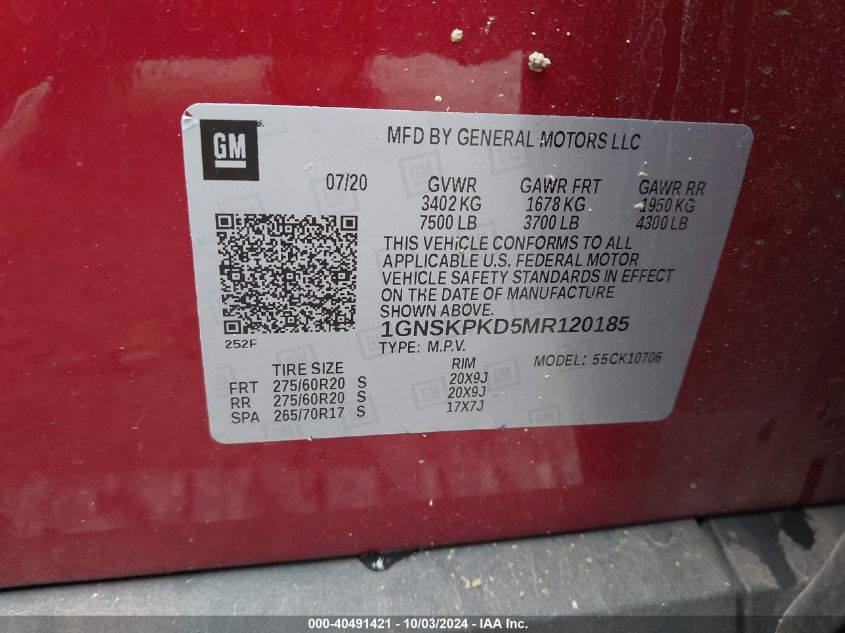 GM
MFD BY GENERAL MOTORS LLC
07/20 GVWR GAWR FRT GAWR RR
3402 KG 1678 KG 1950 KG
7500 LB 3700 LB 4300 LB
THIS VEHICLE CONFORMS TO ALL
APPLICABLE U.S. FEDERAL MOTOR
VEHICLE SAFETY STANDARDS IN EFFECT
ON THE DATE OF MANUFACTURE
SHOWN ABOVE.
1GNSKPKD5MR120185
252F
TYPE: M.P.V. MODEL: 55CK10706
TIRE SIZE RIM
FRT 275/60R20 S 20X9J
RR 275/60R20 S 20X9J
SPA 265/70R17 S 17X7J
000-40491421 - 10/03/2024 - IAA, Inc.